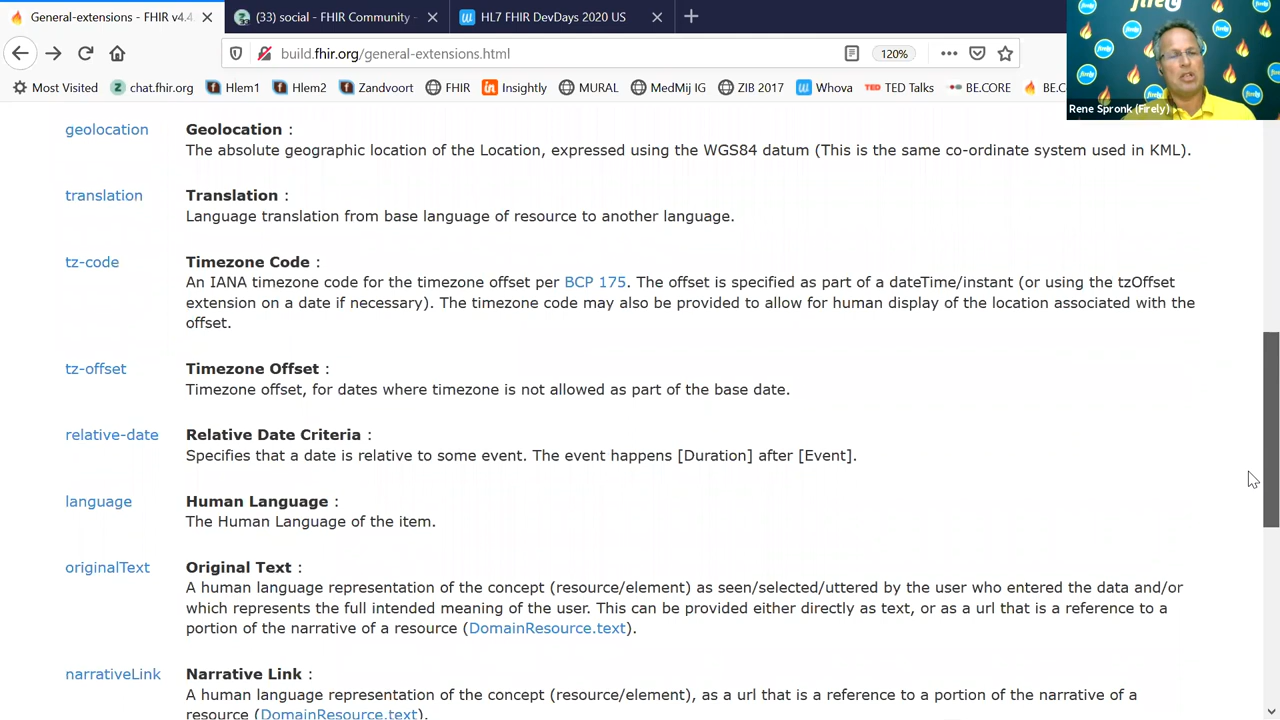 General-extensions - FHIR v4.4.
(33) social - FHIR Community
HL7 FHIR DevDays 2020 US
build.fhir.org/general-extensions.html
120%
Most Visited
chat.fhir.org
Hlem1
Hlem2
Zandvoort
FHIR
Insightly
MURAL
MedMij IG
ZIB 2017
Whova
TED Talks
BE.CORE
BE.C
firely
Rene Spronk (Firely)
geolocation Geolocation :
The absolute geographic location of the Location, expressed using the WGS84 datum (This is the same co-ordinate system used in KML).
translation Translation :
Language translation from base language of resource to another language.
tz-code Timezone Code :
An IANA timezone code for the timezone offset per BCP 175. The offset is specified as part of a dateTime/instant (or using the tzOffset
extension on a date if necessary). The timezone code may also be provided to allow for human display of the location associated with the
offset.
tz-offset Timezone Offset :
Timezone offset, for dates where timezone is not allowed as part of the base date.
relative-date Relative Date Criteria :
Specifies that a date is relative to some event. The event happens [Duration] after [Event].
language Human Language :
The Human Language of the item.
originalText Original Text :
A human language representation of the concept (resource/element) as seen/selected/uttered by the user who entered the data and/or
which represents the full intended meaning of the user. This can be provided either directly as text, or as a url that is a reference to a
portion of the narrative of a resource (DomainResource.text).
narrativeLink Narrative Link :
A human language representation of the concept (resource/element), as a url that is a reference to a portion of the narrative of a
resource (DomainResource.text).